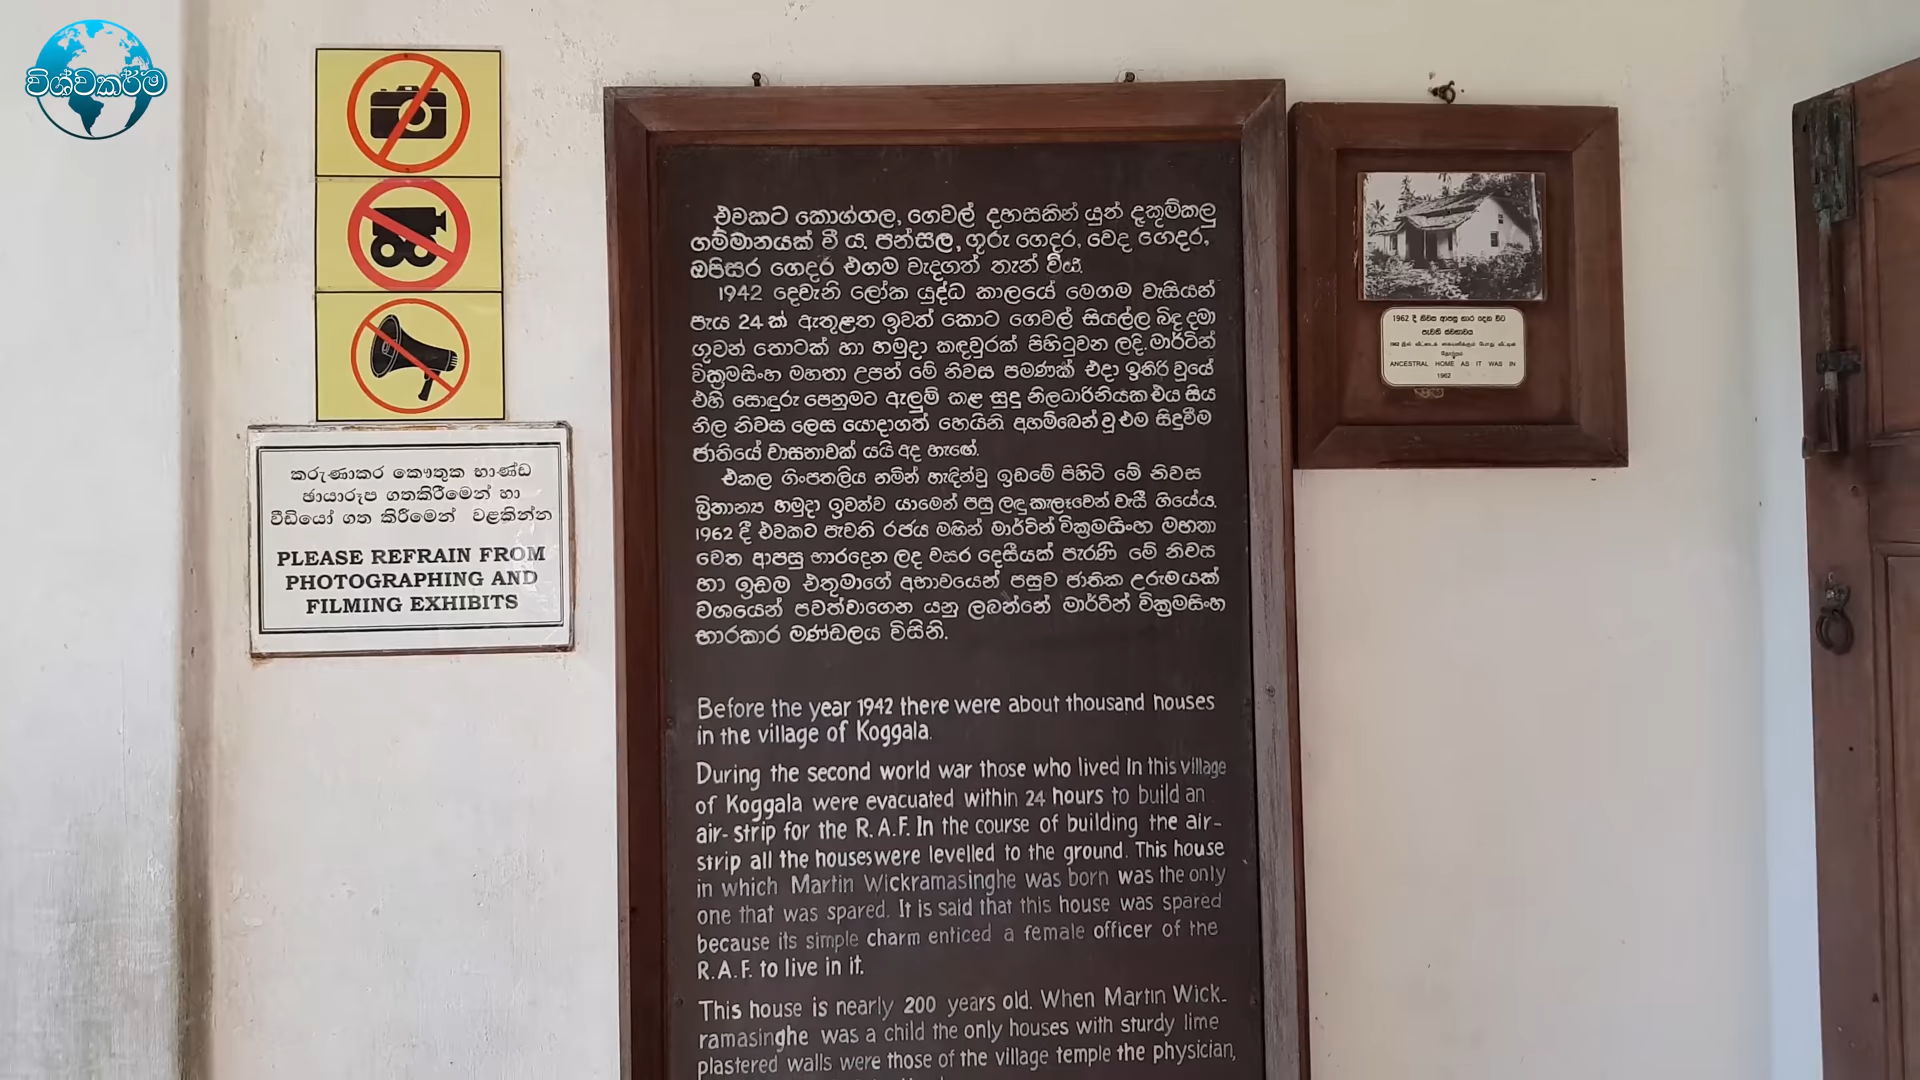 විශ්වකර්ම
කරුණාකර කෞතුක භාණ්ඩ
ඡායාරූප ගතකිරීමෙන් හා
වීඩියෝ ගත කිරීමෙන් වළකින්න
PLEASE REFRAIN FROM
PHOTOGRAPHING AND
FILMING EXHIBITS
එවකට කොග්ගල, ගෙවල් දහසකින් යුත් දැකුම්කලු
ගම්මානයක් වී ය. පන්සල, ගුරු ගෙදර, වෙද ගෙදර,
ඔපිසර ගෙදර එගම වැදගත් තැන් විය.
1942 දෙවැනි ලෝක යුද්ධ කාලයේ මෙගම වැසියන්
පැය 24 ක් ඇතුළත ඉවත් කොට ගෙවල් සියල්ල බිඳ දමා
ගුවන් තොටක් හා හමුදා කඳවුරක් පිහිටුවන ලදි. මාර්ටින්
වික්‍රමසිංහ මහතා උපන් මේ නිවස පමණක් එදා ඉතිරි වූයේ
එහි සොඳුරු පෙනුමට ඇලුම් කළ සුදු නිලධාරිනියක එය සිය
නිල නිවස ලෙස යොදාගත් හෙයිනි. අහම්බෙන් වූ එම සිදුවීම
ජාතියේ වාසනාවක් යයි අද හැඟේ.
එකල ගිංපතලිය නමින් හැඳින්වූ ඉඩමේ පිහිටි මේ නිවස
බ්‍රිතාන්‍ය හමුදා ඉවත්ව යාමෙන් පසු ලඳු කැලෑවෙන් වැසී ගියේය.
1962 දී එවකට පැවති රජය මඟින් මාර්ටින් වික්‍රමසිංහ මහතා
වෙත ආපසු භාරදෙන ලද වසර දෙසීයක් පැරණි මේ නිවස
හා ඉඩම එතුමාගේ අභාවයෙන් පසුව ජාතික උරුමයක්
වශයෙන් පවත්වාගෙන යනු ලබන්නේ මාර්ටින් වික්‍රමසිංහ
භාරකාර මණ්ඩලය විසිනි.
Before the year 1942 there were about thousand houses
in the village of Koggala.
During the second world war those who lived in this village
of Koggala were evacuated within 24 hours to build an
air-strip for the R.A.F. In the course of building the air-
strip all the houses were levelled to the ground. This house
in which Martin Wickramasinghe was born was the only
one that was spared. It is said that this house was spared
because its simple charm enticed a female officer of the
R.A.F. to live in it.
This house is nearly 200 years old. When Martin Wick-
ramasinghe was a child the only houses with sturdy lime
plastered walls were those of the village temple the physician,
1962 දී නිවස ආපසු භාර දෙන විට
පැවති ස්වභාවය
ANCESTRAL HOME AS IT WAS IN
1962